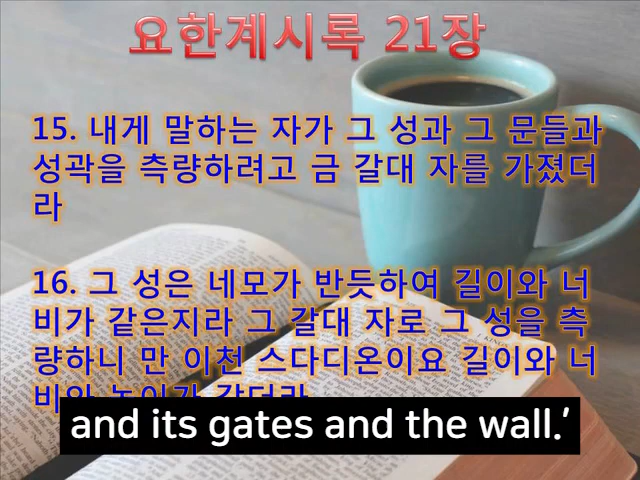 요한계시록 21장
15. 내게 말하는 자가 그 성과 그 문들과
성곽을 측량하려고 금 갈대 자를 가졌더
라
16. 그 성은 네모가 반듯하여 길이와 너
비가 같은지라 그 갈대 자로 그 성을 측
량하니 만 이천 스다디온이요 길이와 너
and its gates and the wall.’